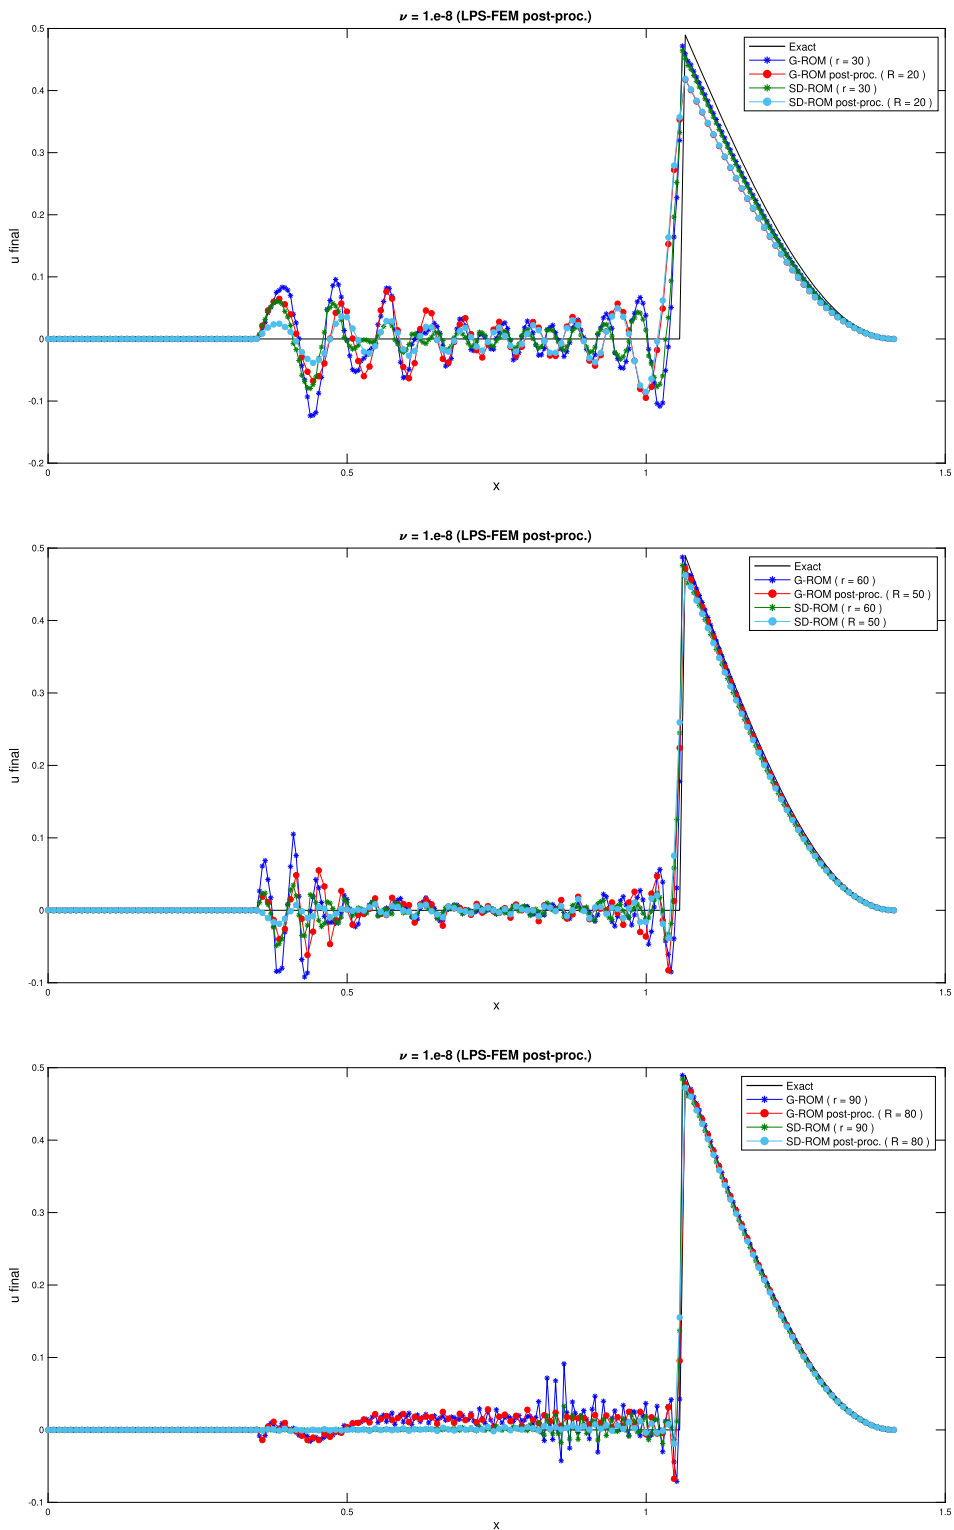 ν = 1.e-8 (LPS-FEM post-proc.)
0.5
0.4
0.3
0.2
0.1
0
-0.1
-0.2
u final
Exact
G-ROM ( r = 30 )
G-ROM post-proc. ( R = 20 )
SD-ROM ( r = 30 )
SD-ROM post-proc. ( R = 20 )
0 0.5 1 1.5
x
ν = 1.e-8 (LPS-FEM post-proc.)
0.5
0.4
0.3
0.2
0.1
0
-0.1
u final
Exact
G-ROM ( r = 60 )
G-ROM post-proc. ( R = 50 )
SD-ROM ( r = 60 )
SD-ROM ( R = 50 )
0 0.5 1 1.5
x
ν = 1.e-8 (LPS-FEM post-proc.)
0.5
0.4
0.3
0.2
0.1
0
-0.1
u final
Exact
G-ROM ( r = 90 )
G-ROM post-proc. ( R = 80 )
SD-ROM ( r = 90 )
SD-ROM post-proc. ( R = 80 )
0 0.5 1 1.5
x